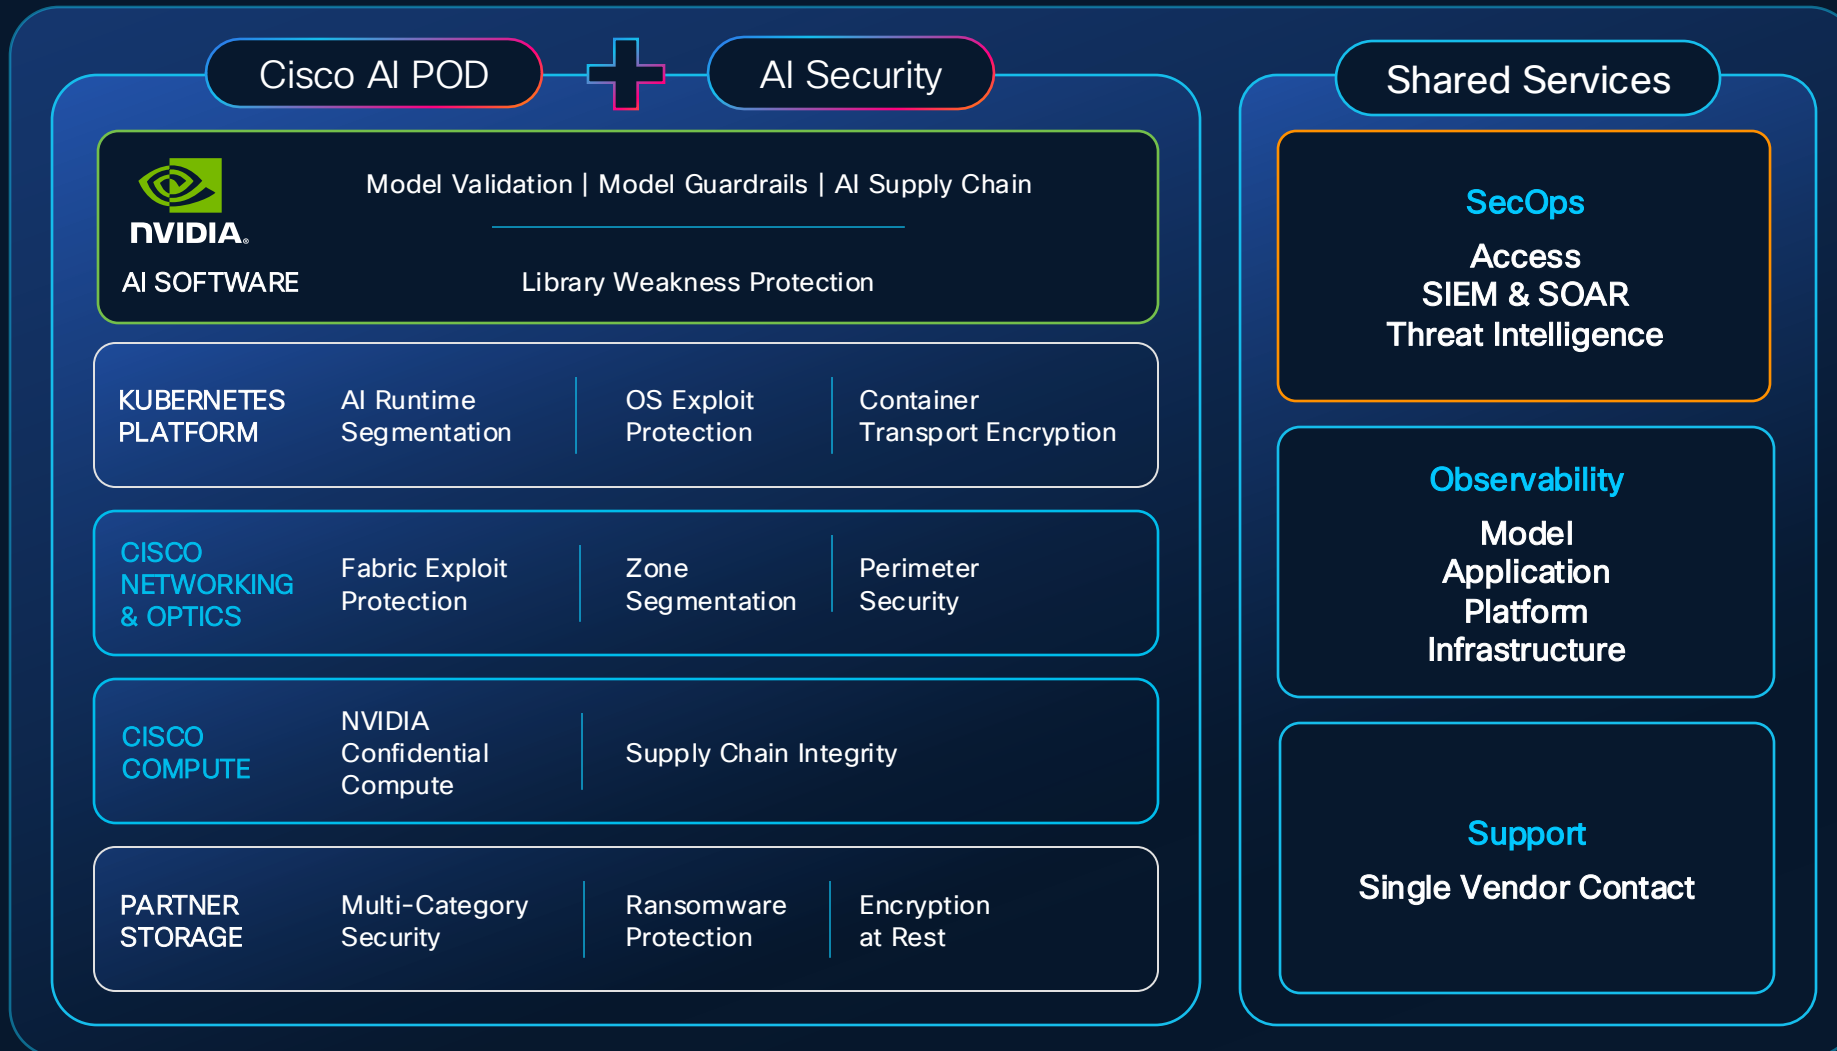 Cisco AI POD
AI Security
Shared Services
NVIDIA®
AI SOFTWARE
Model Validation | Model Guardrails | AI Supply Chain
Library Weakness Protection
KUBERNETES
PLATFORM
AI Runtime
Segmentation
OS Exploit
Protection
Container
Transport Encryption
CISCO
NETWORKING
& OPTICS
Fabric Exploit
Protection
Zone
Segmentation
Perimeter
Security
CISCO
COMPUTE
NVIDIA
Confidential
Compute
Supply Chain Integrity
PARTNER
STORAGE
Multi-Category
Security
Ransomware
Protection
Encryption
at Rest
SecOps
Access
SIEM & SOAR
Threat Intelligence
Observability
Model
Application
Platform
Infrastructure
Support
Single Vendor Contact